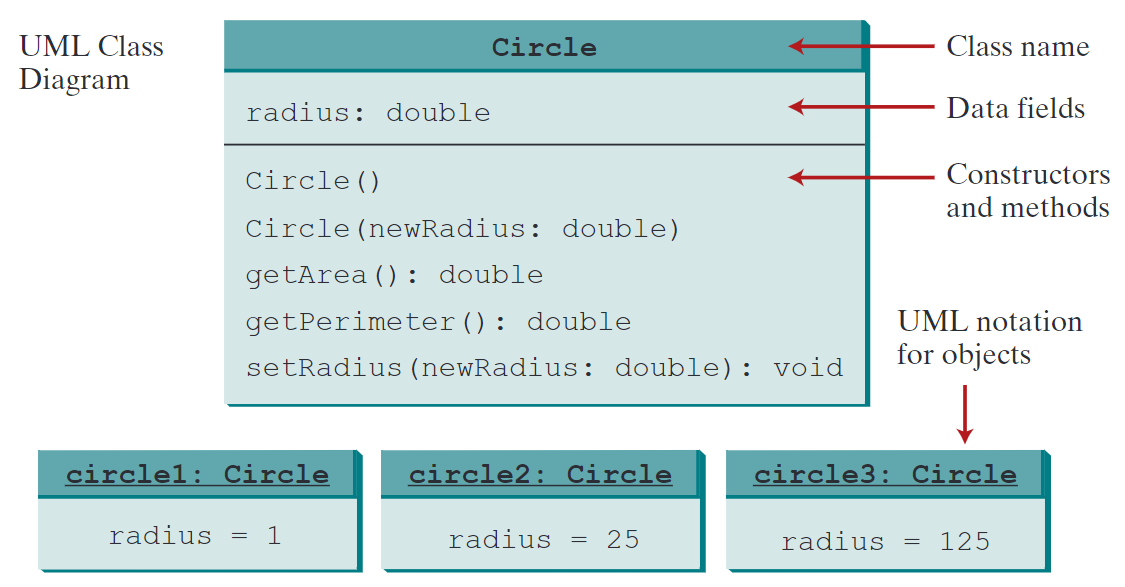 UML Class
Diagram
Circle
Class name
radius: double
Data fields
Circle()
Constructors
and methods
Circle(newRadius: double)
getArea(): double
getPerimeter(): double
setRadius(newRadius: double): void
UML notation
for objects
circle1: Circle
radius = 1
circle2: Circle
radius = 25
circle3: Circle
radius = 125